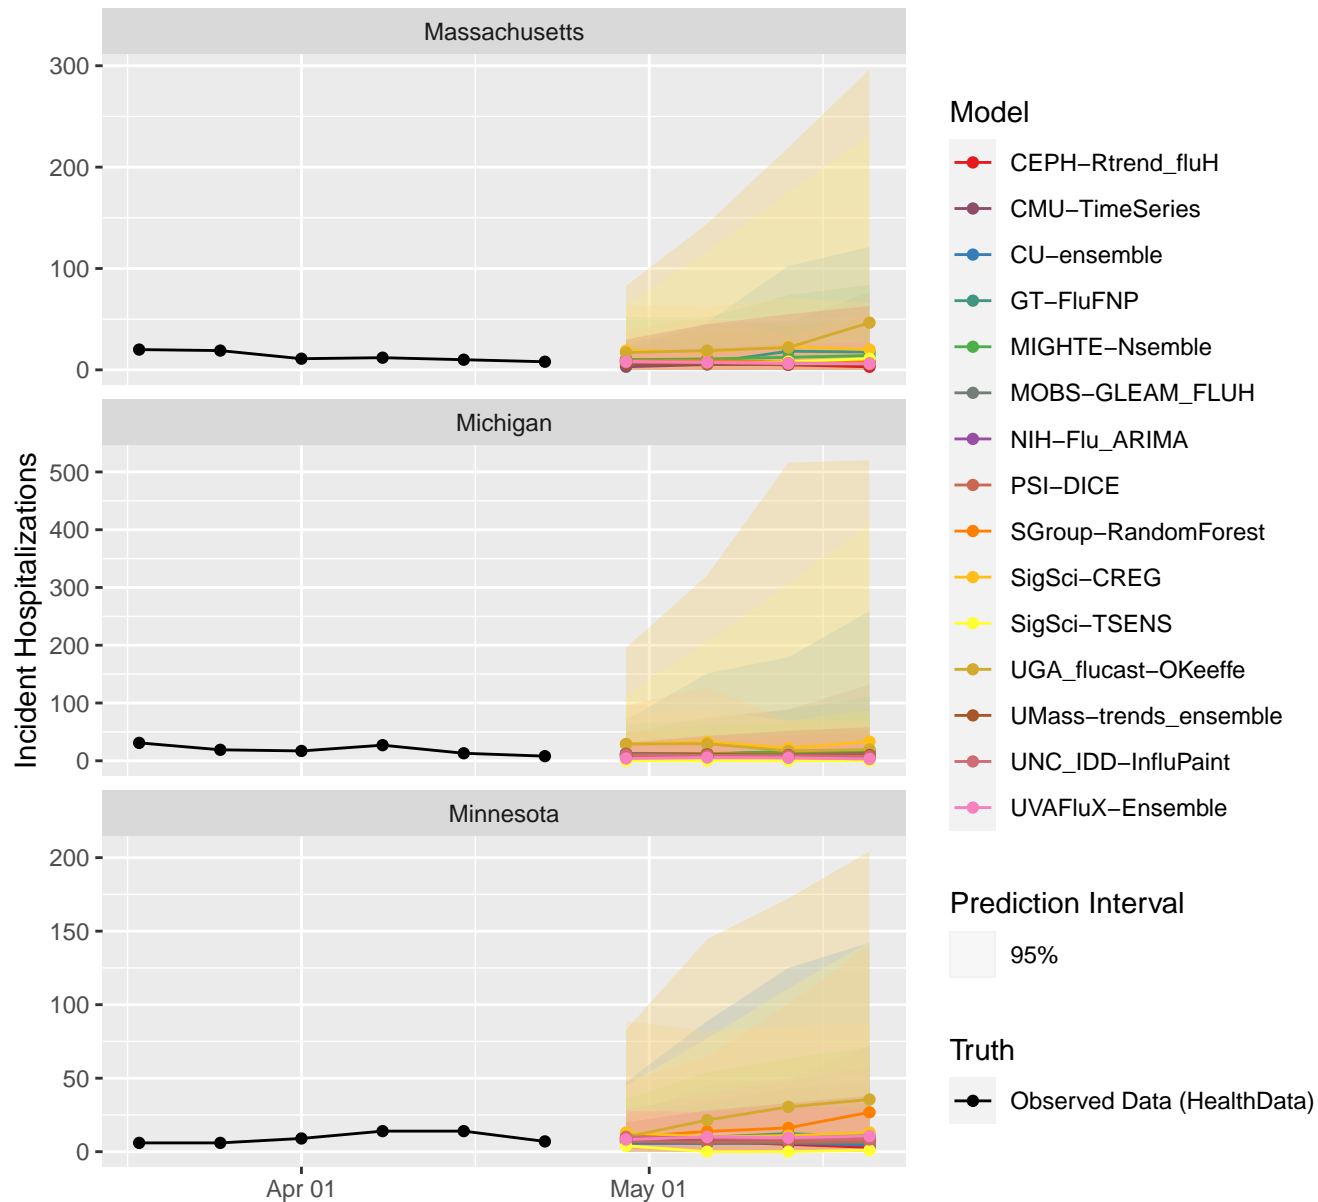 Massachusetts
300
200
100
0
Michigan
500
400
300
200
100
0
Minnesota
200
150
100
50
0
Apr 01
May 01
Incident Hospitalizations
Model
CEPH−Rtrend_fluH
CMU−TimeSeries
CU−ensemble
GT−FluFNP
MIGHTE−Nsemble
MOBS−GLEAM_FLUH
NIH−Flu_ARIMA
PSI−DICE
SGroup−RandomForest
SigSci−CREG
SigSci−TSENS
UGA_flucast−OKeeffe
UMass−trends_ensemble
UNC_IDD−InfluPaint
UVAFluX−Ensemble
Prediction Interval
95%
Truth
Observed Data (HealthData)